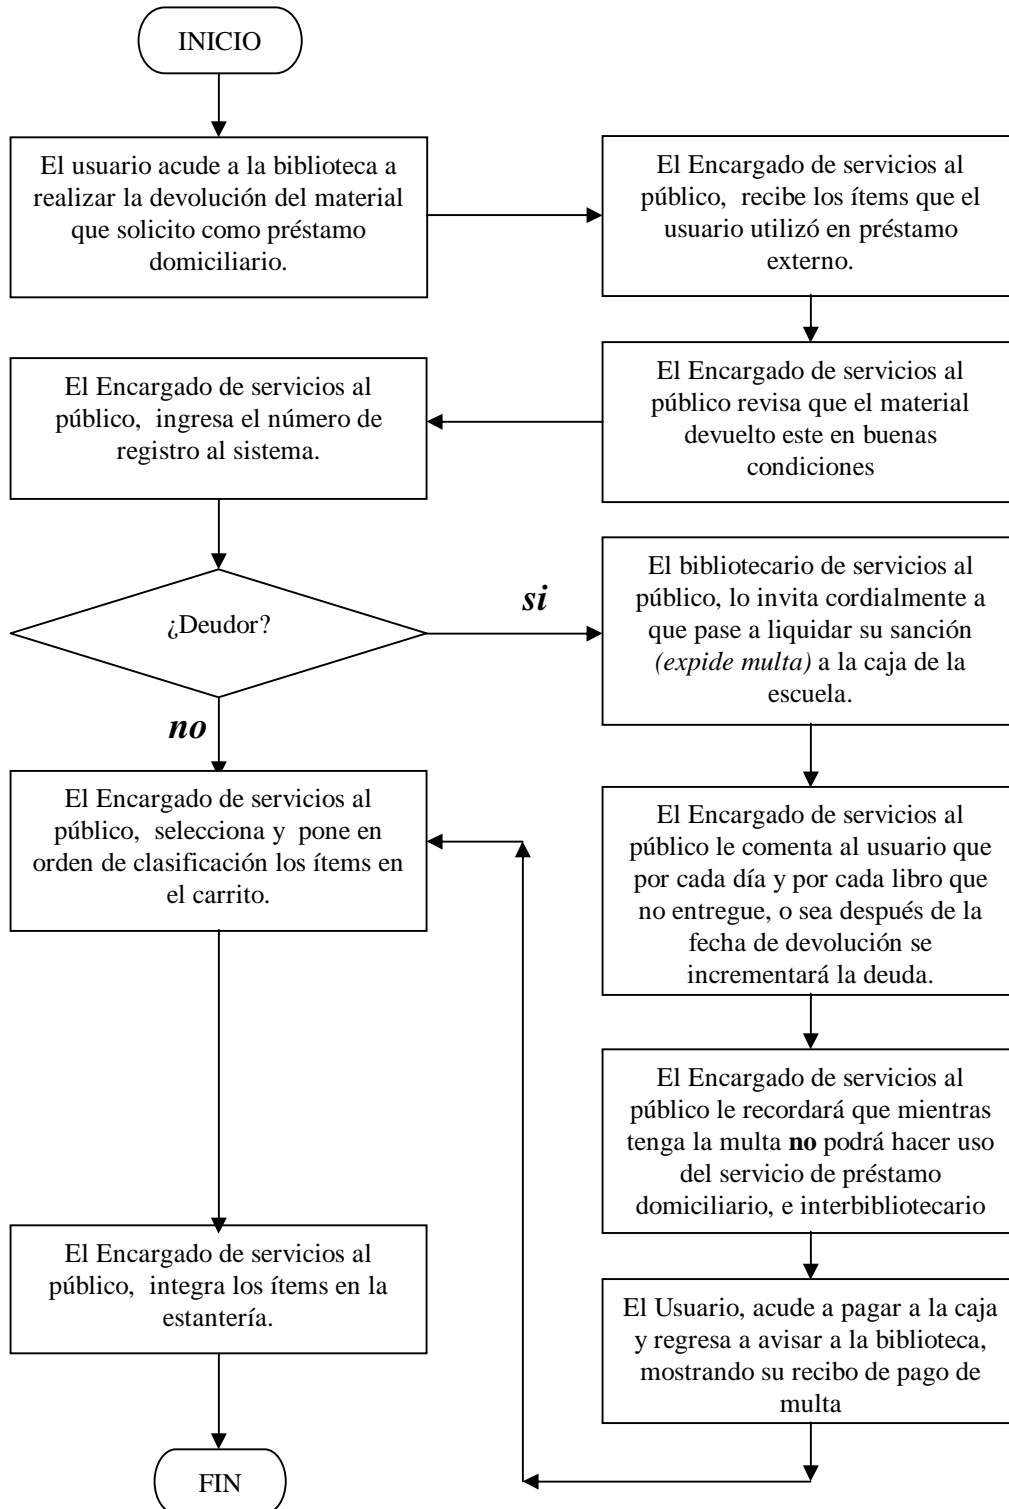 INICIO
El usuario acude a la biblioteca a
realizar la devolución del material
que solicito como préstamo
domiciliario.
El Encargado de servicios al
público, recibe los ítems que el
usuario utilizó en préstamo
externo.
El Encargado de servicios al
público revisa que el material
devuelto este en buenas
condiciones
El Encargado de servicios al
público, ingresa el número de
registro al sistema.
¿Deudor?
si
El bibliotecario de servicios al
público, lo invita cordialmente a
que pase a liquidar su sanción
(expide multa) a la caja de la
escuela.
El Encargado de servicios al
público le comenta al usuario que
por cada día y por cada libro que
no entregue, o sea después de la
fecha de devolución se
incrementará la deuda.
El Encargado de servicios al
público le recordará que mientras
tenga la multa no podrá hacer uso
del servicio de préstamo
domiciliario, e interbibliotecario
El Usuario, acude a pagar a la caja
y regresa a avisar a la biblioteca,
mostrando su recibo de pago de
multa
no
El Encargado de servicios al
público, selecciona y pone en
orden de clasificación los ítems en
el carrito.
El Encargado de servicios al
público, integra los ítems en la
estantería.
FIN